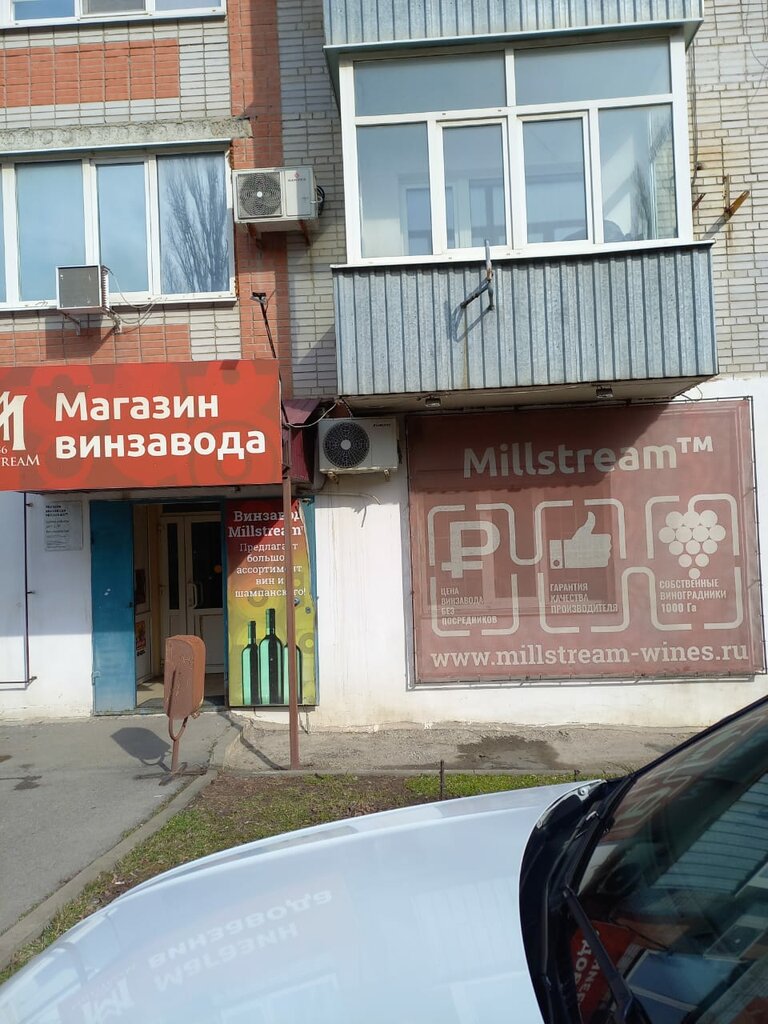 Магазин
винзавода
Винзавод
Millstream
Предлагает
большой
ассортимент
вин и
шампанского!
Millstream™
ЦЕНА
ВИНЗАВОДА
БЕЗ
ПОСРЕДНИКОВ
ГАРАНТИЯ
КАЧЕСТВА
ПРОИЗВОДИТЕЛЯ
СОБСТВЕННЫЕ
ВИНОГРАДНИКИ
1000 Га
www.millstream-wines.ru